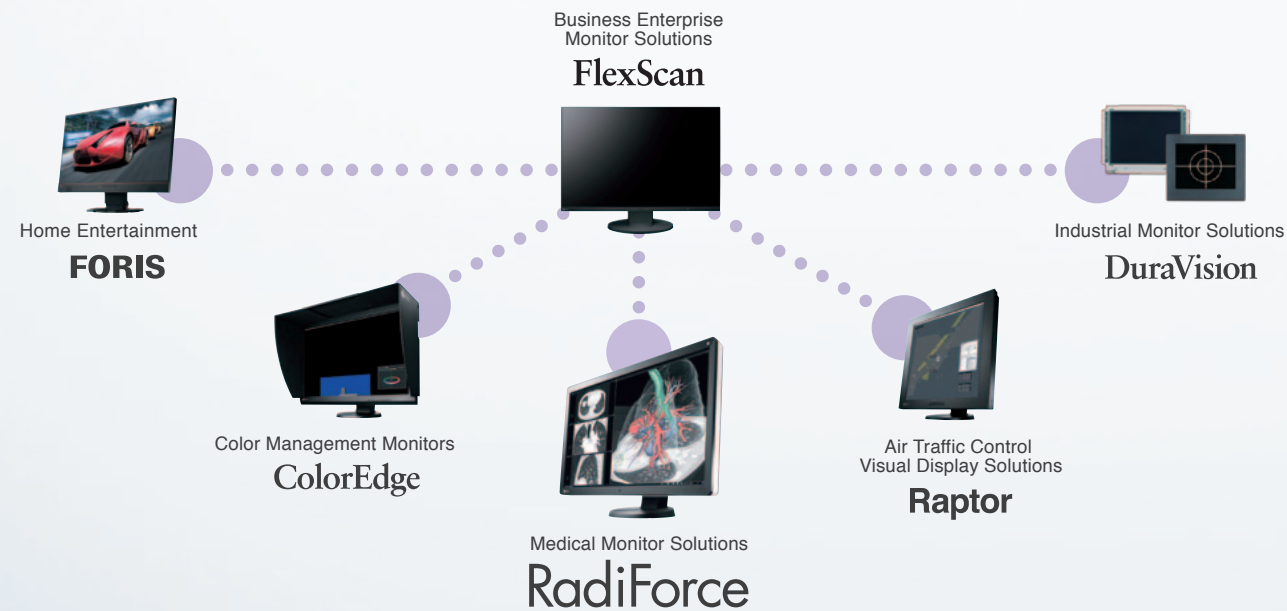 Business Enterprise
Monitor Solutions
FlexScan
Home Entertainment
FORIS
Industrial Monitor Solutions
DuraVision
Color Management Monitors
ColorEdge
Air Traffic Control
Visual Display Solutions
Raptor
Medical Monitor Solutions
RadiForce